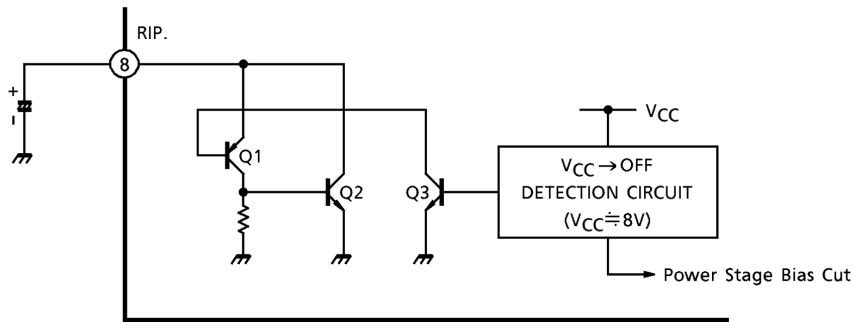 RIP.
8
+
-
Q1
Q2
Q3
VCC
VCC→OFF
DETECTION CIRCUIT
(VCC≒8V)
Power Stage Bias Cut